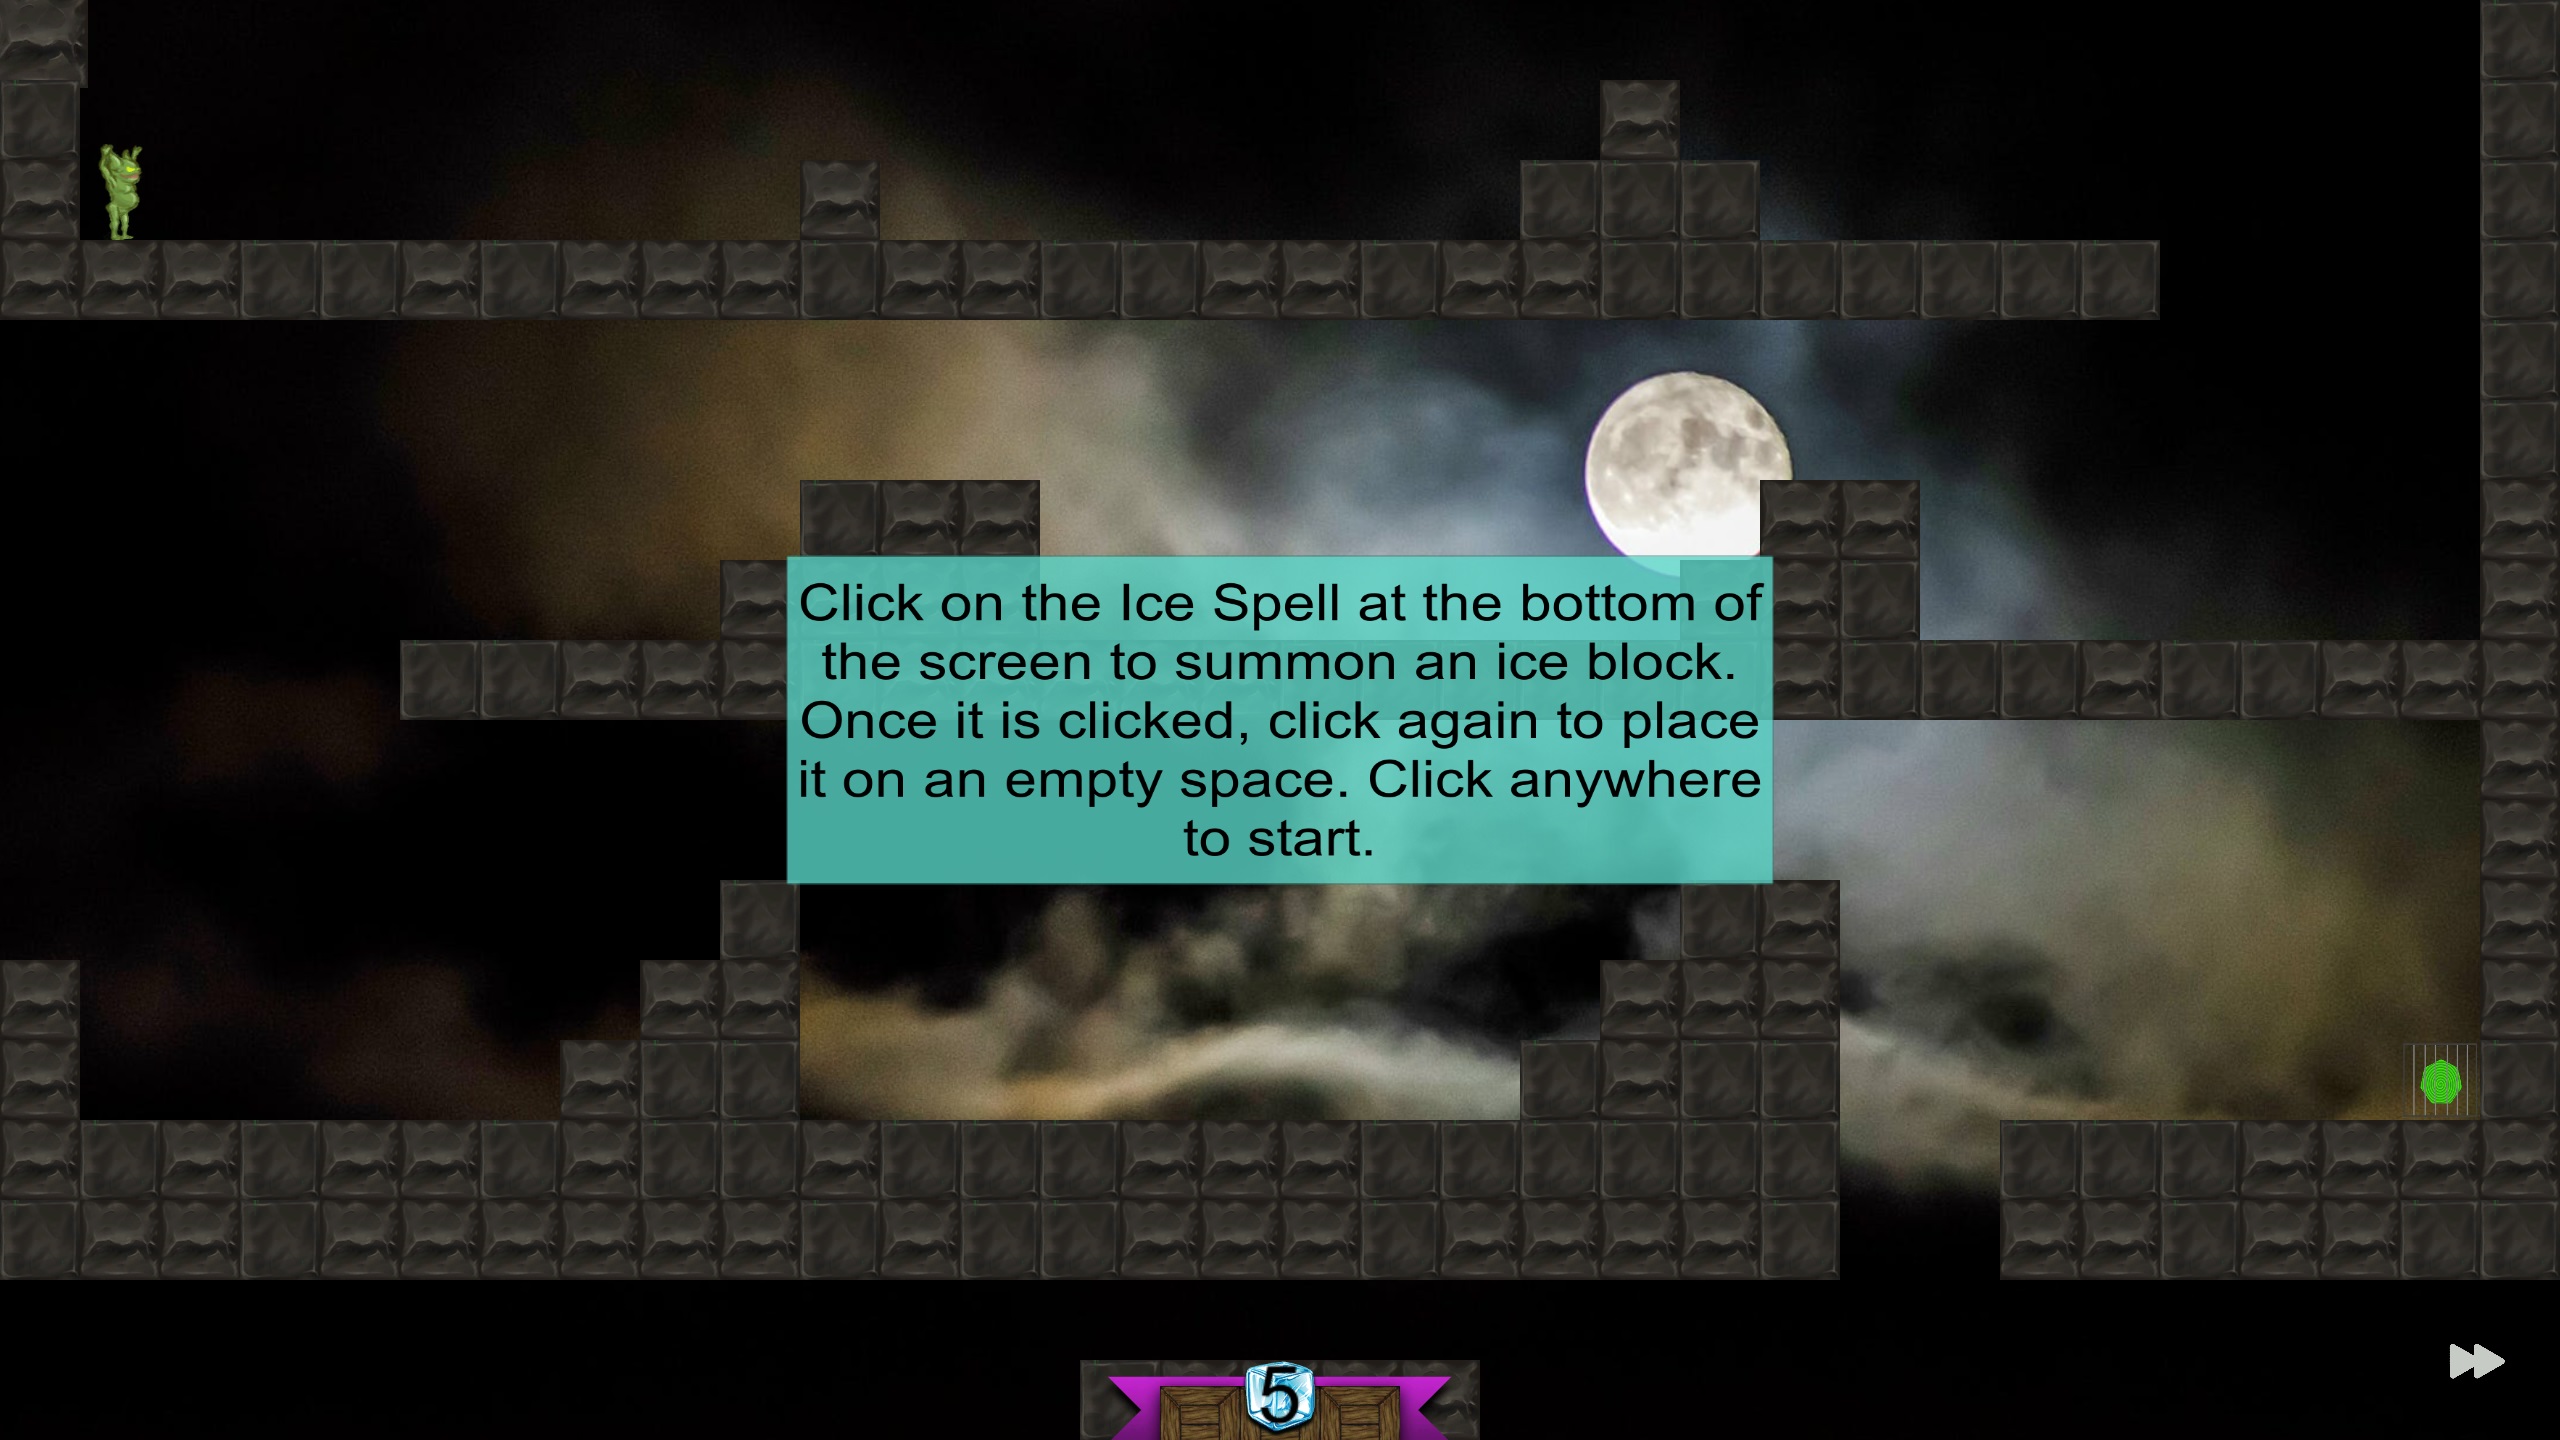 Click on the Ice Spell at the bottom of
the screen to summon an ice block.
Once it is clicked, click again to place
it on an empty space. Click anywhere
to start.
5